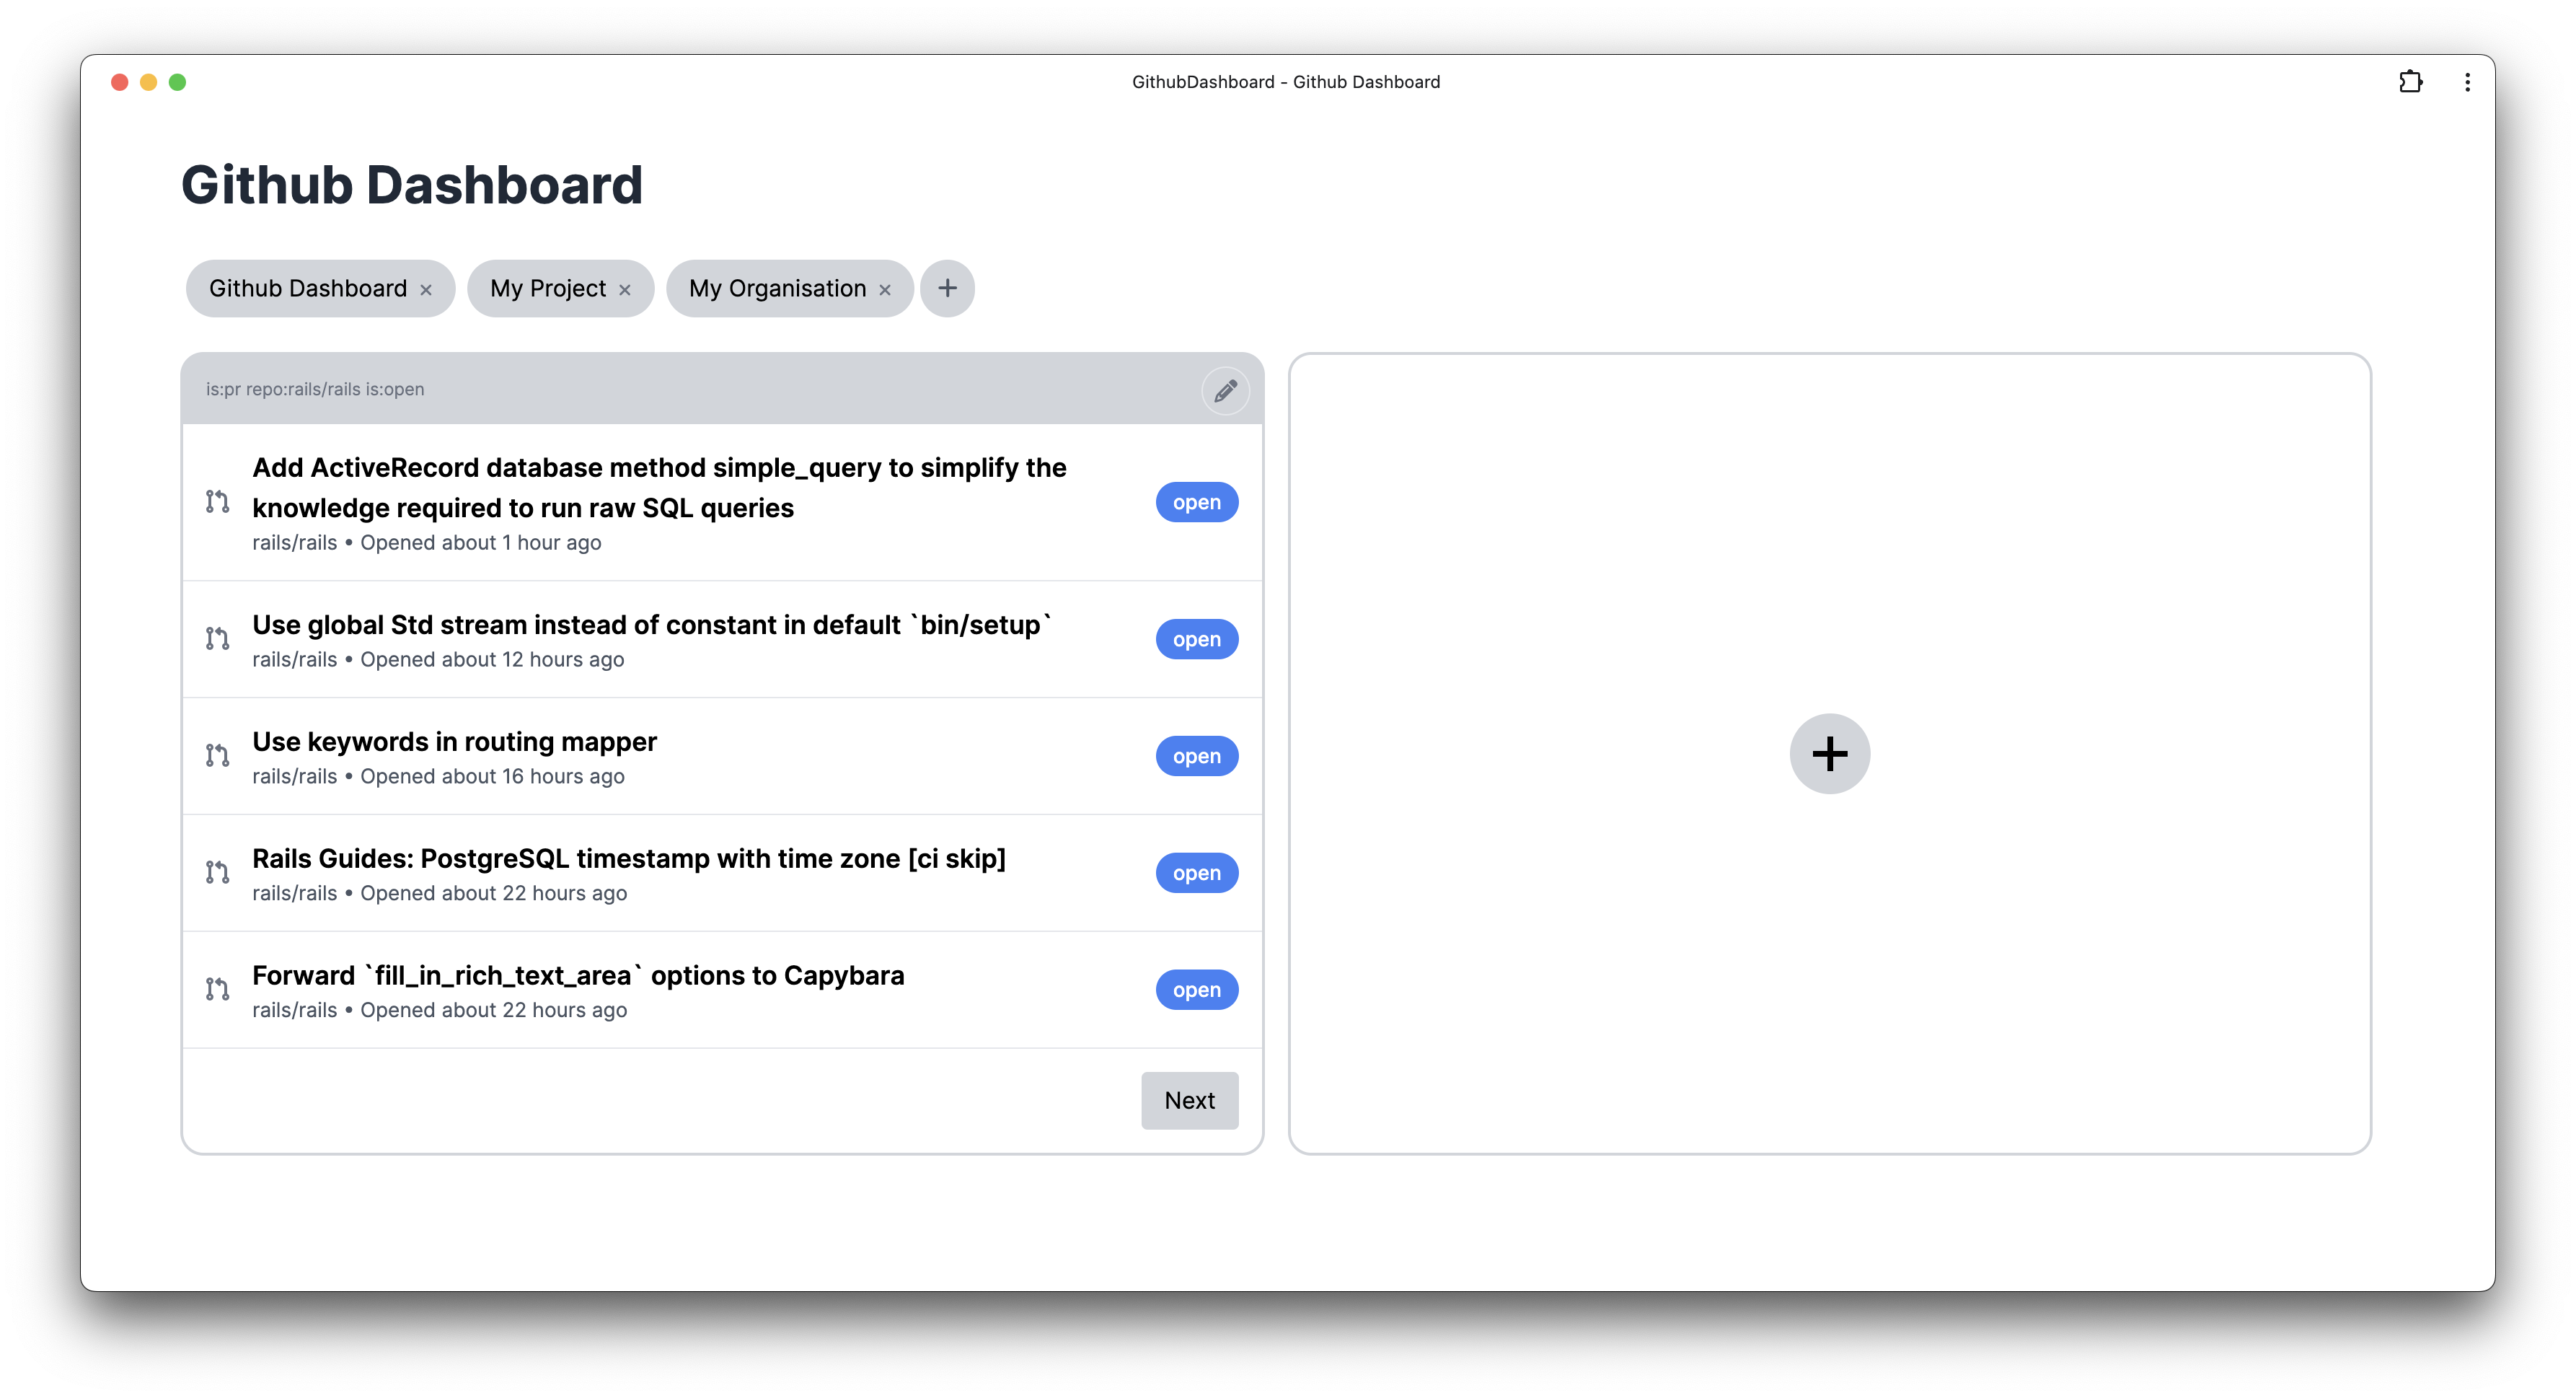 GithubDashboard - Github Dashboard
Github Dashboard
Github Dashboard × My Project × My Organisation × +
is:pr repo:rails/rails is:open
Add ActiveRecord database method simple_query to simplify the
knowledge required to run raw SQL queries
open
rails/rails • Opened about 1 hour ago
Use global Std stream instead of constant in default `bin/setup`
open
rails/rails • Opened about 12 hours ago
Use keywords in routing mapper
open
rails/rails • Opened about 16 hours ago
Rails Guides: PostgreSQL timestamp with time zone [ci skip]
open
rails/rails • Opened about 22 hours ago
Forward `fill_in_rich_text_area` options to Capybara
open
rails/rails • Opened about 22 hours ago
Next